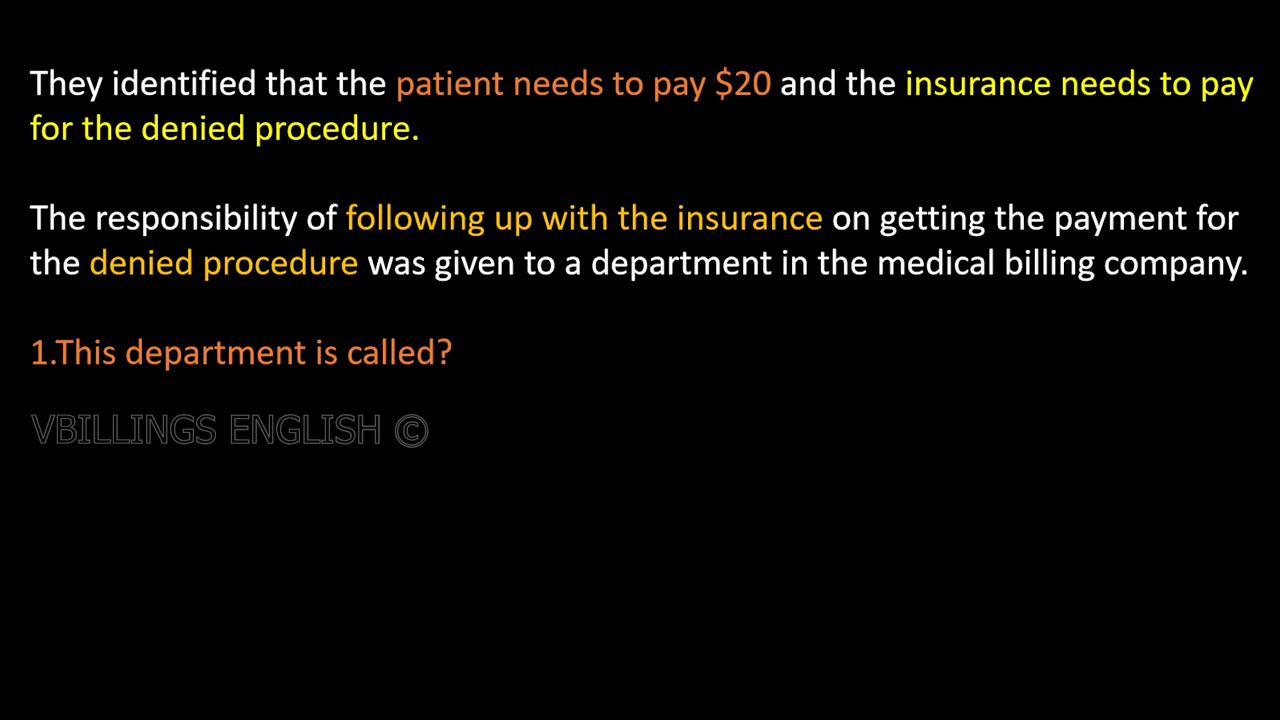 They identified that the patient needs to pay $20 and the insurance needs to pay
for the denied procedure.
The responsibility of following up with the insurance on getting the payment for
the denied procedure was given to a department in the medical billing company.
1.This department is called?
VBILLINGS ENGLISH ©